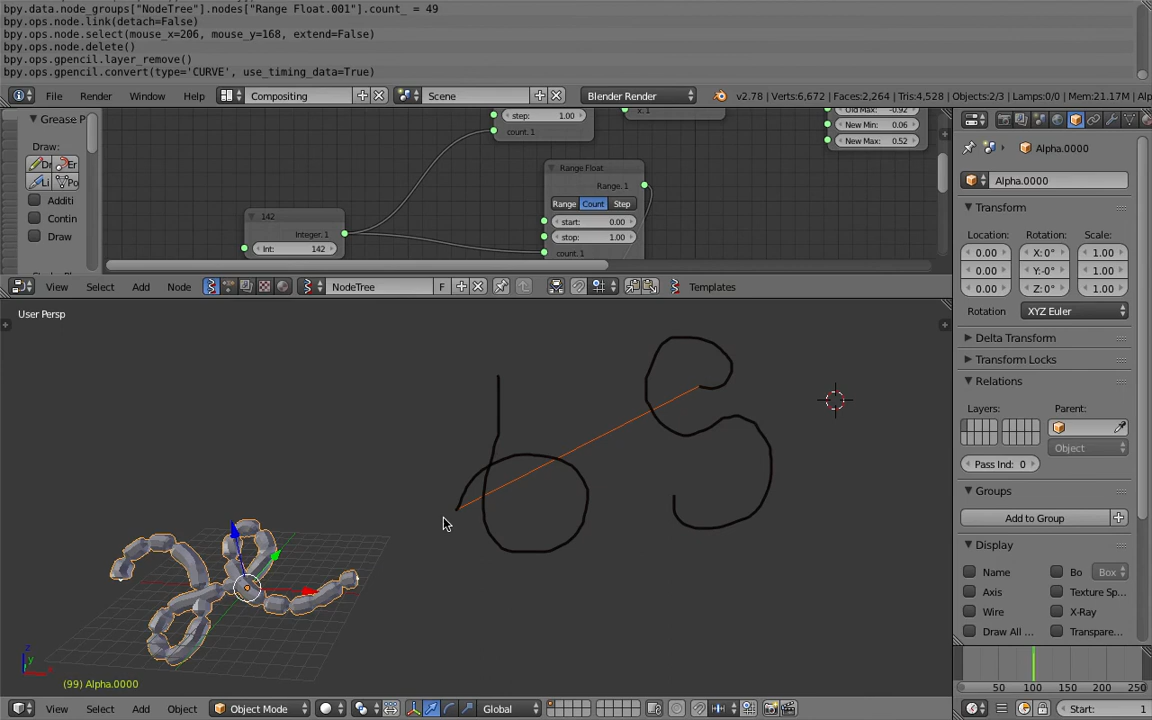 bpy.data.node_groups["NodeTree"].nodes["Range Float.001"].count_ = 49
bpy.ops.node.link(detach=False)
bpy.ops.node.select(mouse_x=206, mouse_y=168, extend=False)
bpy.ops.node.delete()
bpy.ops.gpencil.layer_remove()
bpy.ops.gpencil.convert(type='CURVE', use_timing_data=True)
File Render Window Help Compositing Scene Blender Render v2.78 | Verts:6,672 | Faces:2,264 | Tris:4,528 | Objects:2/3 | Lamps:0/0 | Mem:21.17M | Alp
Grease P
Draw:
Dr Er
Li Po
Additi
Contin
Draw
step: 1.00
count. 1
x. 1
New Min: 0.06
New Max: 0.52
Range Float
Range. 1
Range Count Step
start: 0.00
stop: 1.00
count. 1
142
Integer. 1
Int: 142
View Select Add Node NodeTree F Templates
User Persp
(99) Alpha.0000
View Select Add Object Object Mode Global
Alpha.0000
Alpha.0000
Transform
Location: Rotation: Scale:
0.00 X: 0° 1.00
0.00 Y:-0° 1.00
0.00 Z: 0° 1.00
Rotation XYZ Euler
Delta Transform
Transform Locks
Relations
Layers: Parent:
Object
Pass Ind: 0
Groups
Add to Group
Display
Name Bo Box
Axis Texture Sp...
Wire X-Ray
Draw All ... Transpare...
50 100 150 200 250
Start: 1